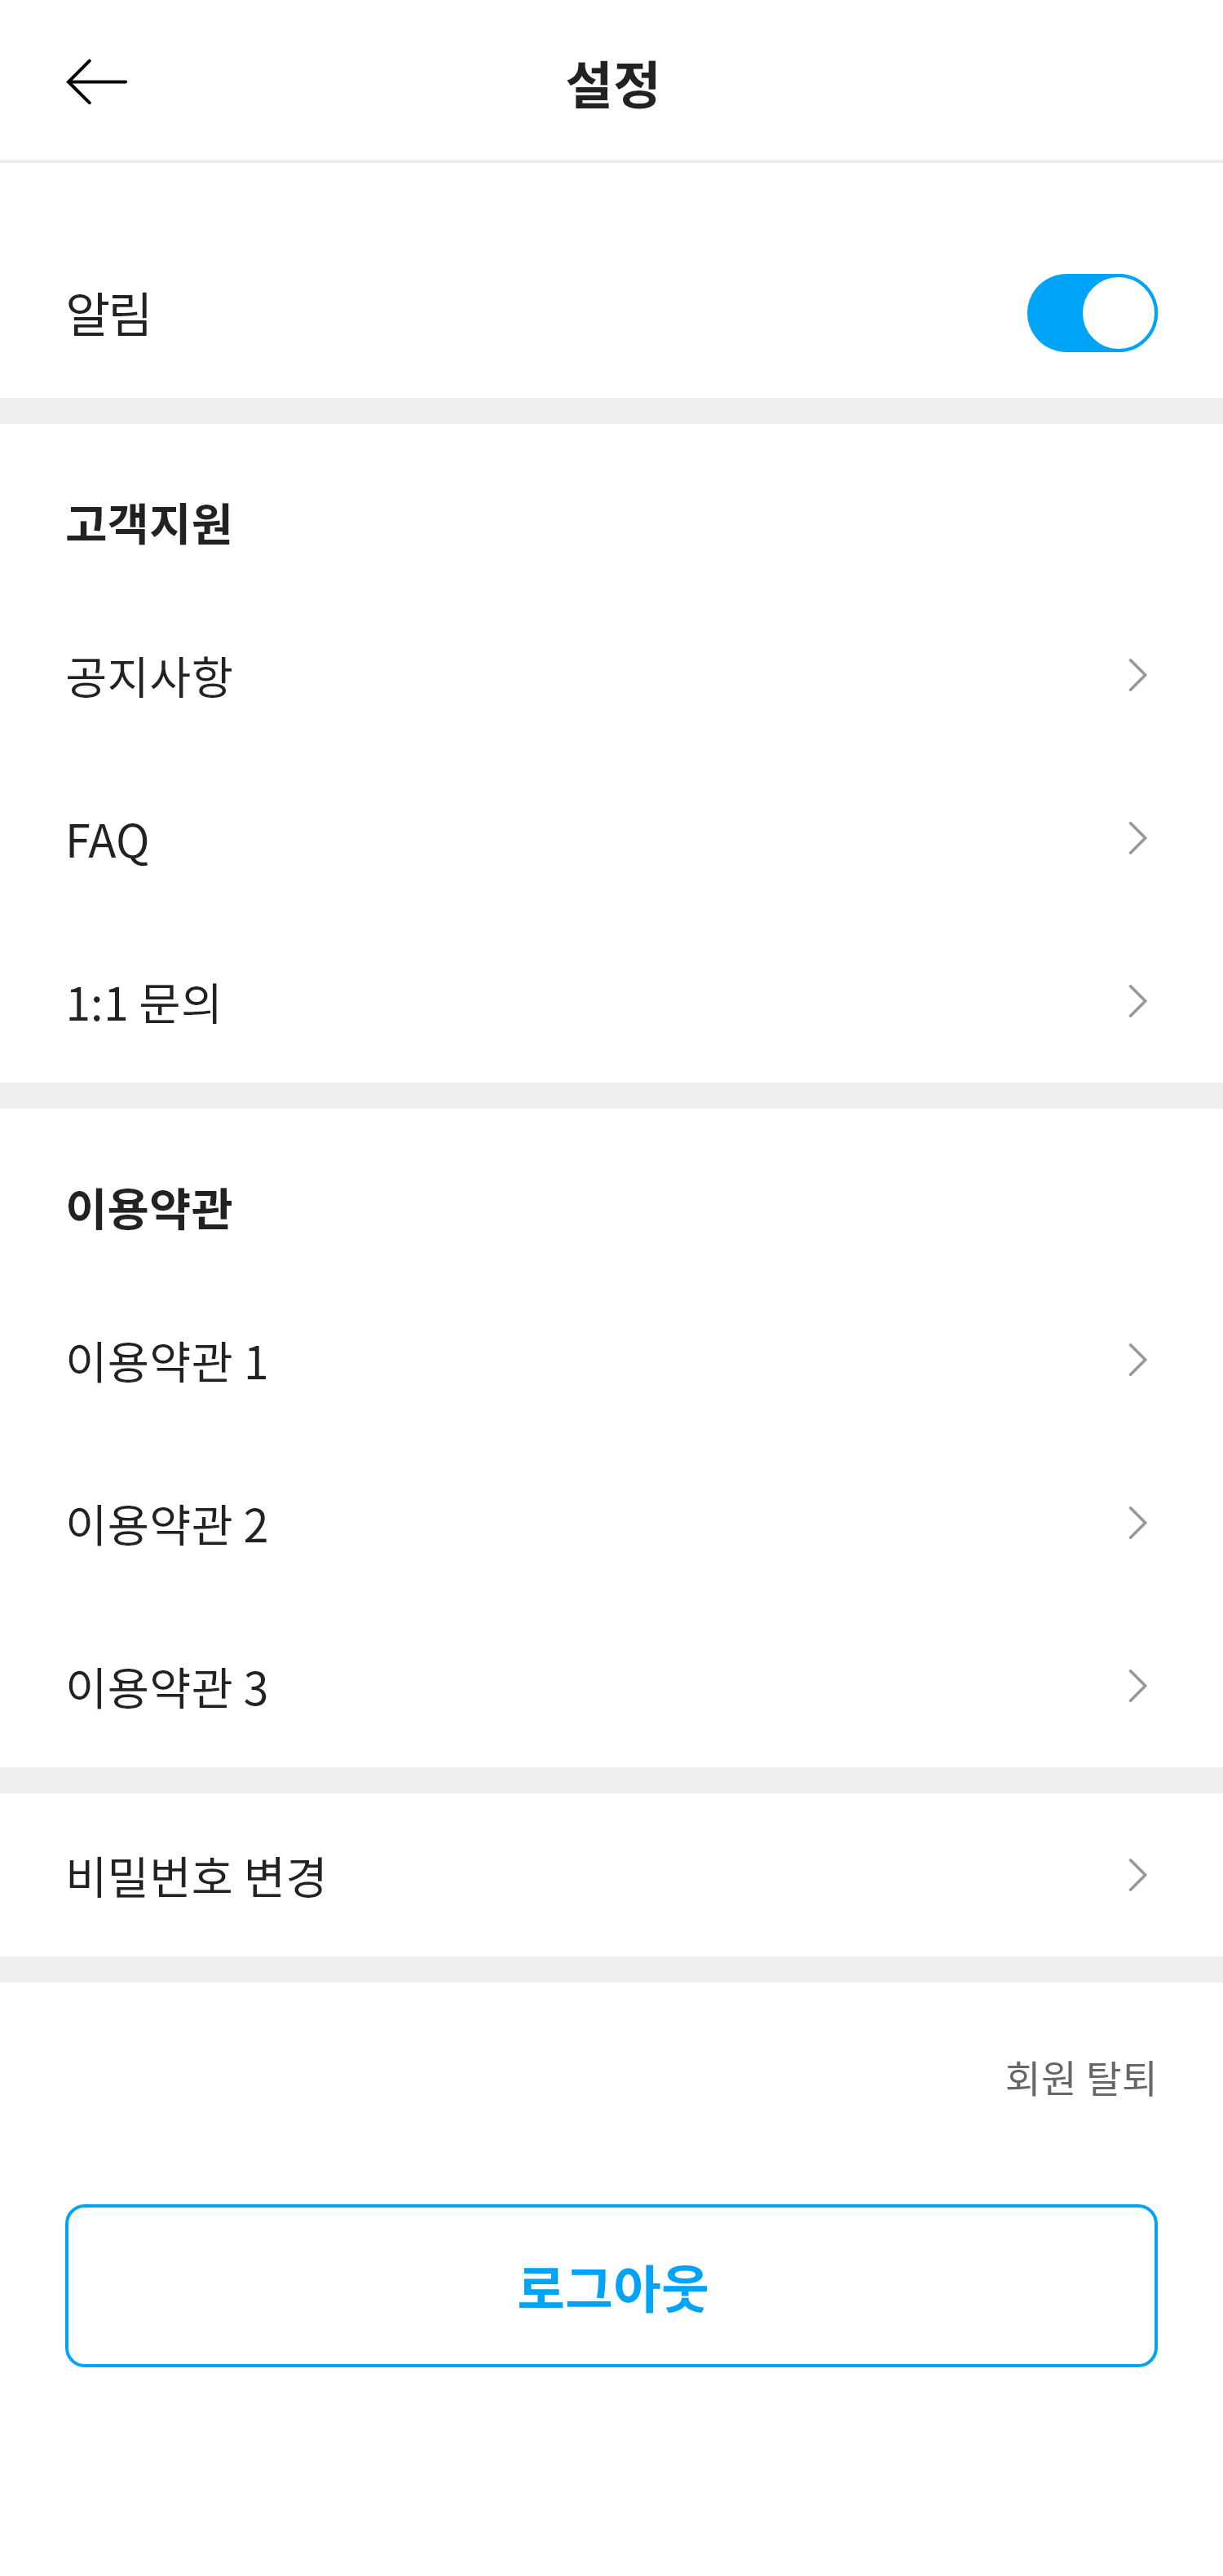 설정
알림
고객지원
공지사항
FAQ
1:1 문의
이용약관
이용약관 1
이용약관 2
이용약관 3
비밀번호 변경
회원 탈퇴
로그아웃